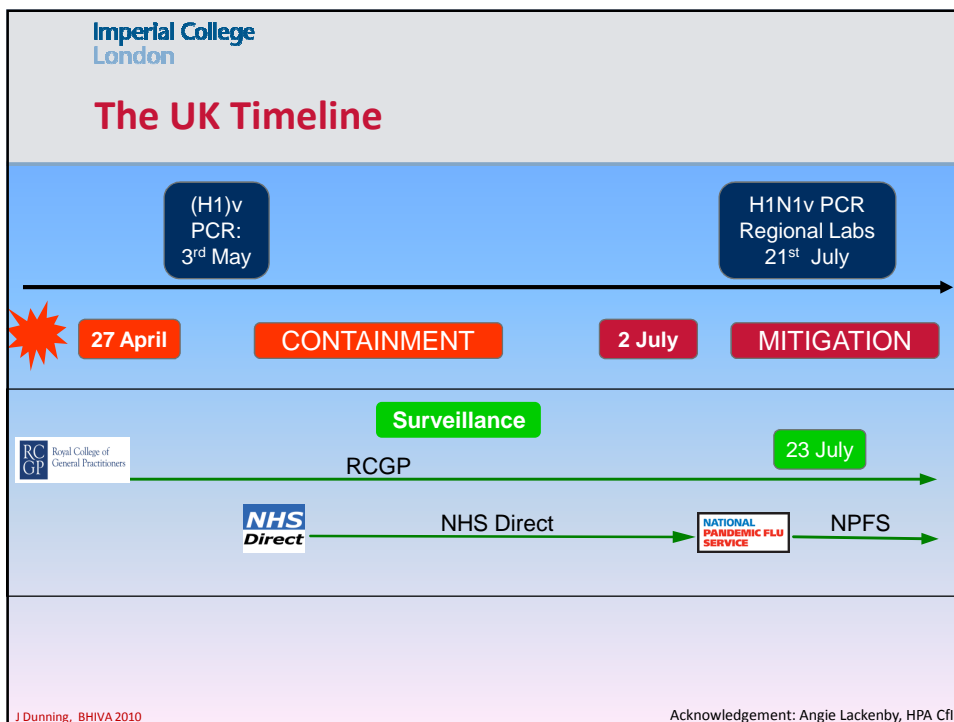 Imperial College
London
The UK Timeline
(H1)v
PCR:
3rd May
H1N1v PCR
Regional Labs
21st July
27 April
CONTAINMENT
2 July
MITIGATION
Surveillance
RC
GP
Royal College of
General Practitioners
RCGP
23 July
NHS
Direct
NHS Direct
NATIONAL
PANDEMIC FLU
SERVICE
NPFS
J Dunning, BHIVA 2010
Acknowledgement: Angie Lackenby, HPA CfI